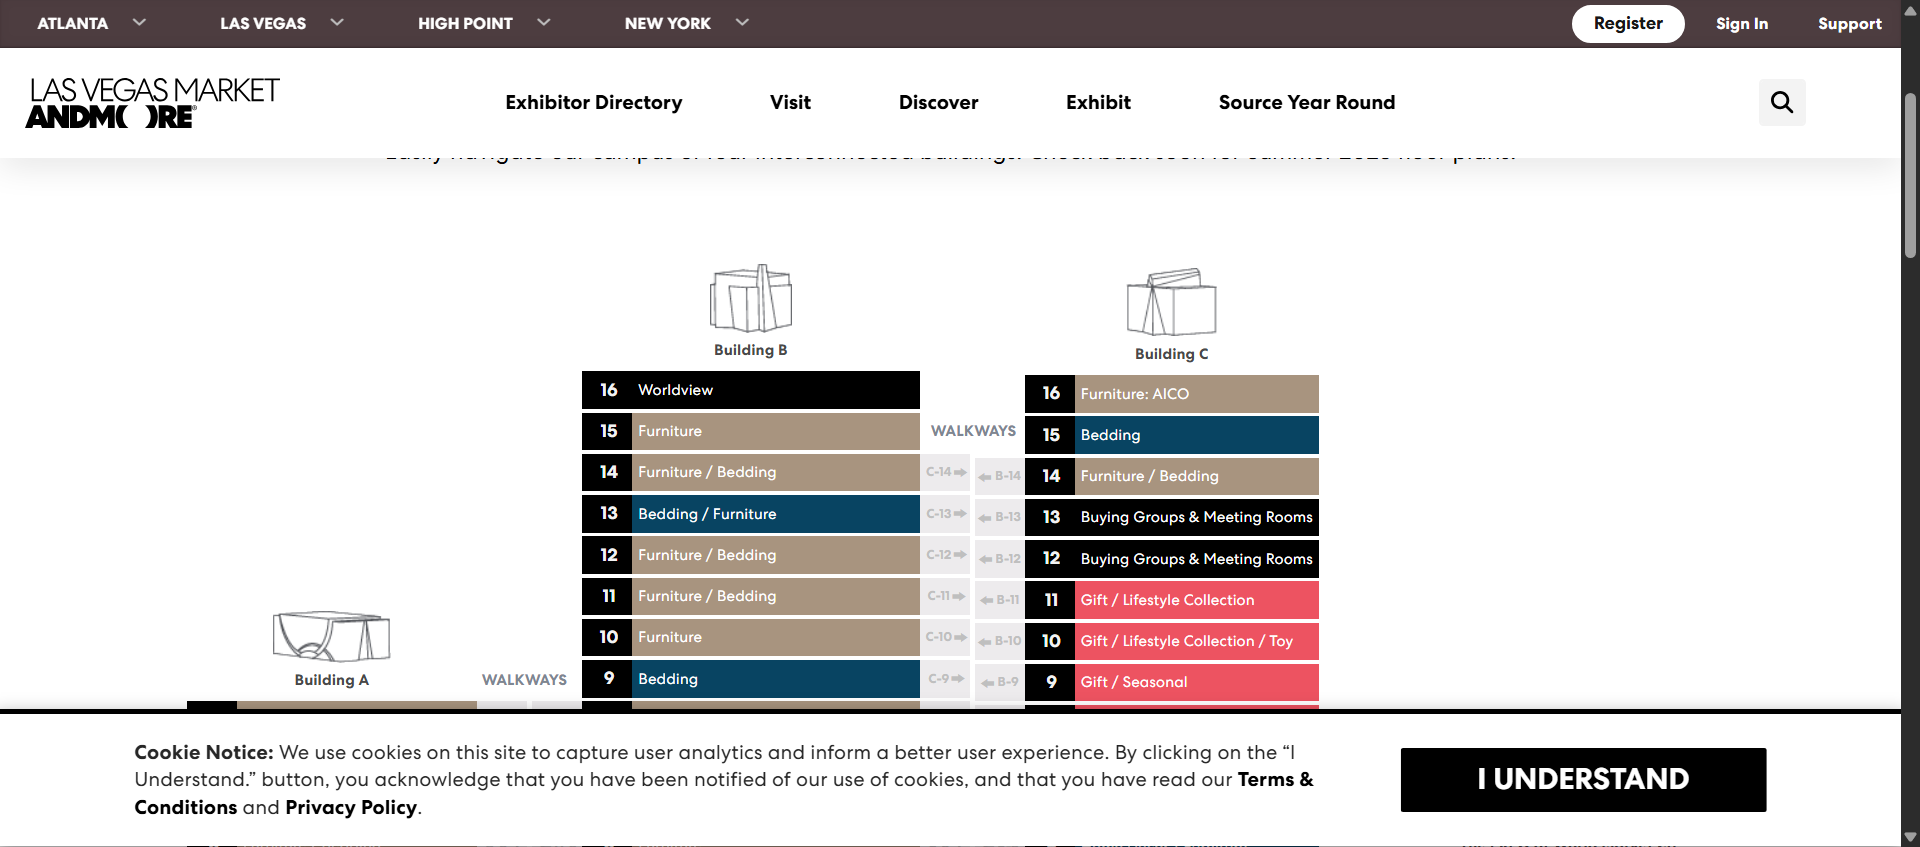 ATLANTA
LAS VEGAS
HIGH POINT
NEW YORK
Register
Sign In
Support
LAS VEGAS MARKET
ANDMORE®
Exhibitor Directory
Visit
Discover
Exhibit
Source Year Round
Building B
Building C
16 Worldview
15 Furniture
14 Furniture / Bedding
13 Bedding / Furniture
12 Furniture / Bedding
11 Furniture / Bedding
10 Furniture
9 Bedding
WALKWAYS
C-14
C-13
C-12
C-11
C-10
C-9
B-14
B-13
B-12
B-11
B-10
B-9
16 Furniture: AICO
15 Bedding
14 Furniture / Bedding
13 Buying Groups & Meeting Rooms
12 Buying Groups & Meeting Rooms
11 Gift / Lifestyle Collection
10 Gift / Lifestyle Collection / Toy
9 Gift / Seasonal
Building A
WALKWAYS
Cookie Notice: We use cookies on this site to capture user analytics and inform a better user experience. By clicking on the “I
Understand.” button, you acknowledge that you have been notified of our use of cookies, and that you have read our Terms &
Conditions and Privacy Policy.
I UNDERSTAND